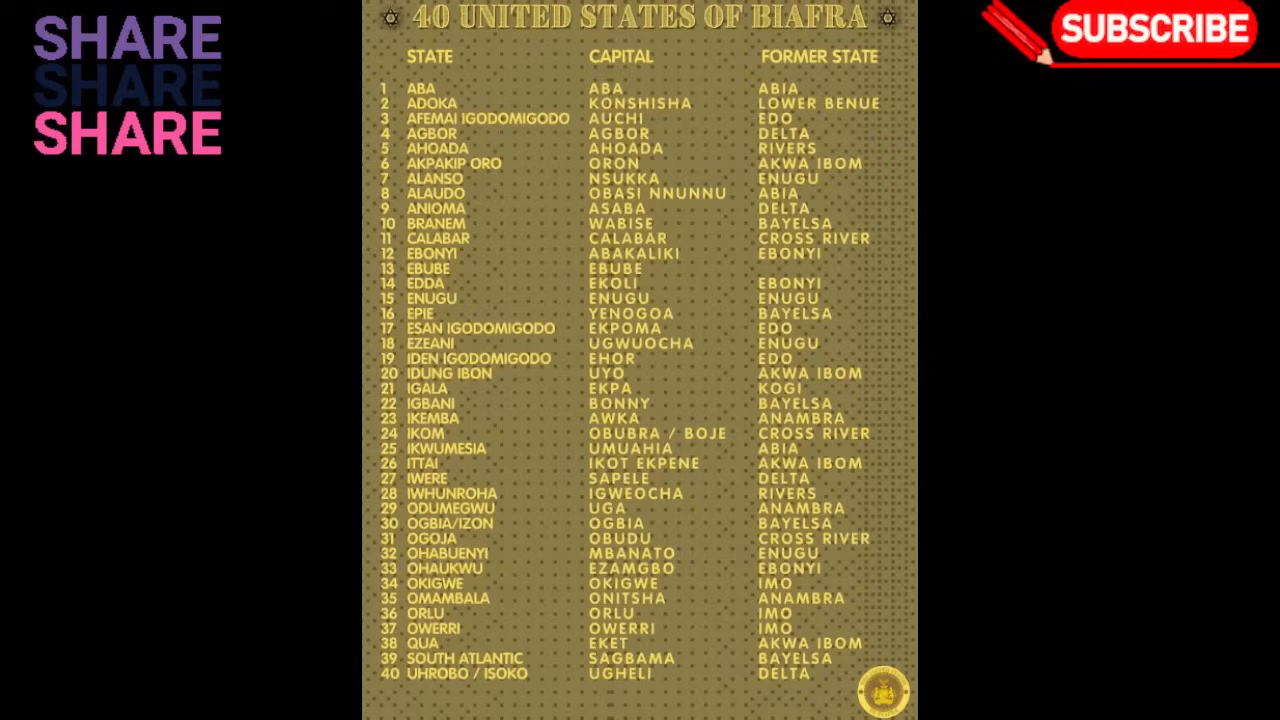 SHARE
SHARE
SHARE
SUBSCRIBE
40 UNITED STATES OF BIAFRA
STATE CAPITAL FORMER STATE
1 ABA ABA ABIA
2 ADOKA KONSHISHA LOWER BENUE
3 AFEMAI IGODOMIGODO AUCHI EDO
4 AGBOR AGBOR DELTA
5 AHOADA AHOADA RIVERS
6 AKPAKIP ORO ORON AKWA IBOM
7 ALANSO NSUKKA ENUGU
8 ALAUDO OBASI NNUNNU ABIA
9 ANIOMA ASABA DELTA
10 BRANEM WABISE BAYELSA
11 CALABAR CALABAR CROSS RIVER
12 EBONYI ABAKALIKI EBONYI
13 EBUBE EBUBE
14 EDDA EKOLI EBONYI
15 ENUGU ENUGU ENUGU
16 EPIE YENOGOA BAYELSA
17 ESAN IGODOMIGODO EKPOMA EDO
18 EZEANI UGWUOCHA ENUGU
19 IDEN IGODOMIGODO EHOR EDO
20 IDUNG IBON UYO AKWA IBOM
21 IGALA EKPA KOGI
22 IGBANI BONNY BAYELSA
23 IKEMBA AWKA ANAMBRA
24 IKOM OBUBRA / BOJE CROSS RIVER
25 IKWUMESIA UMUAHIA ABIA
26 ITTAI IKOT EKPENE AKWA IBOM
27 IWERE SAPELE DELTA
28 IWHUNROHA IGWEOCHA RIVERS
29 ODUMEGWU UGA ANAMBRA
30 OGBIA/IZON OGBIA BAYELSA
31 OGOJA OBUDU CROSS RIVER
32 OHABUENYI MBANATO ENUGU
33 OHAUKWU EZAMGBO EBONYI
34 OKIGWE OKIGWE IMO
35 OMAMBALA ONITSHA ANAMBRA
36 ORLU ORLU IMO
37 OWERRI OWERRI IMO
38 QUA EKET AKWA IBOM
39 SOUTH ATLANTIC SAGBAMA BAYELSA
40 UHROBO / ISOKO UGHELI DELTA